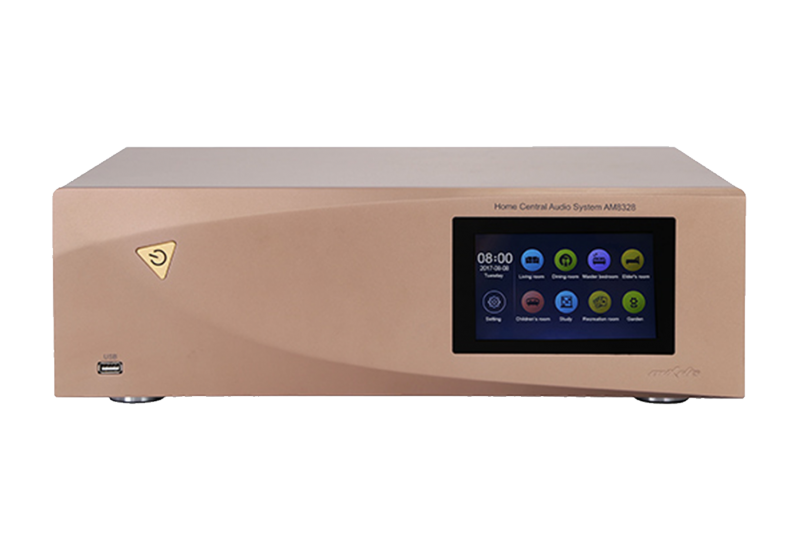 Home Central Audio System AM8328
08:00
2017-08-08
Tuesday
Living room
Dining room
Master bedroom
Elder's room
Setting
Children's room
Study
Recreation room
Garden
USB